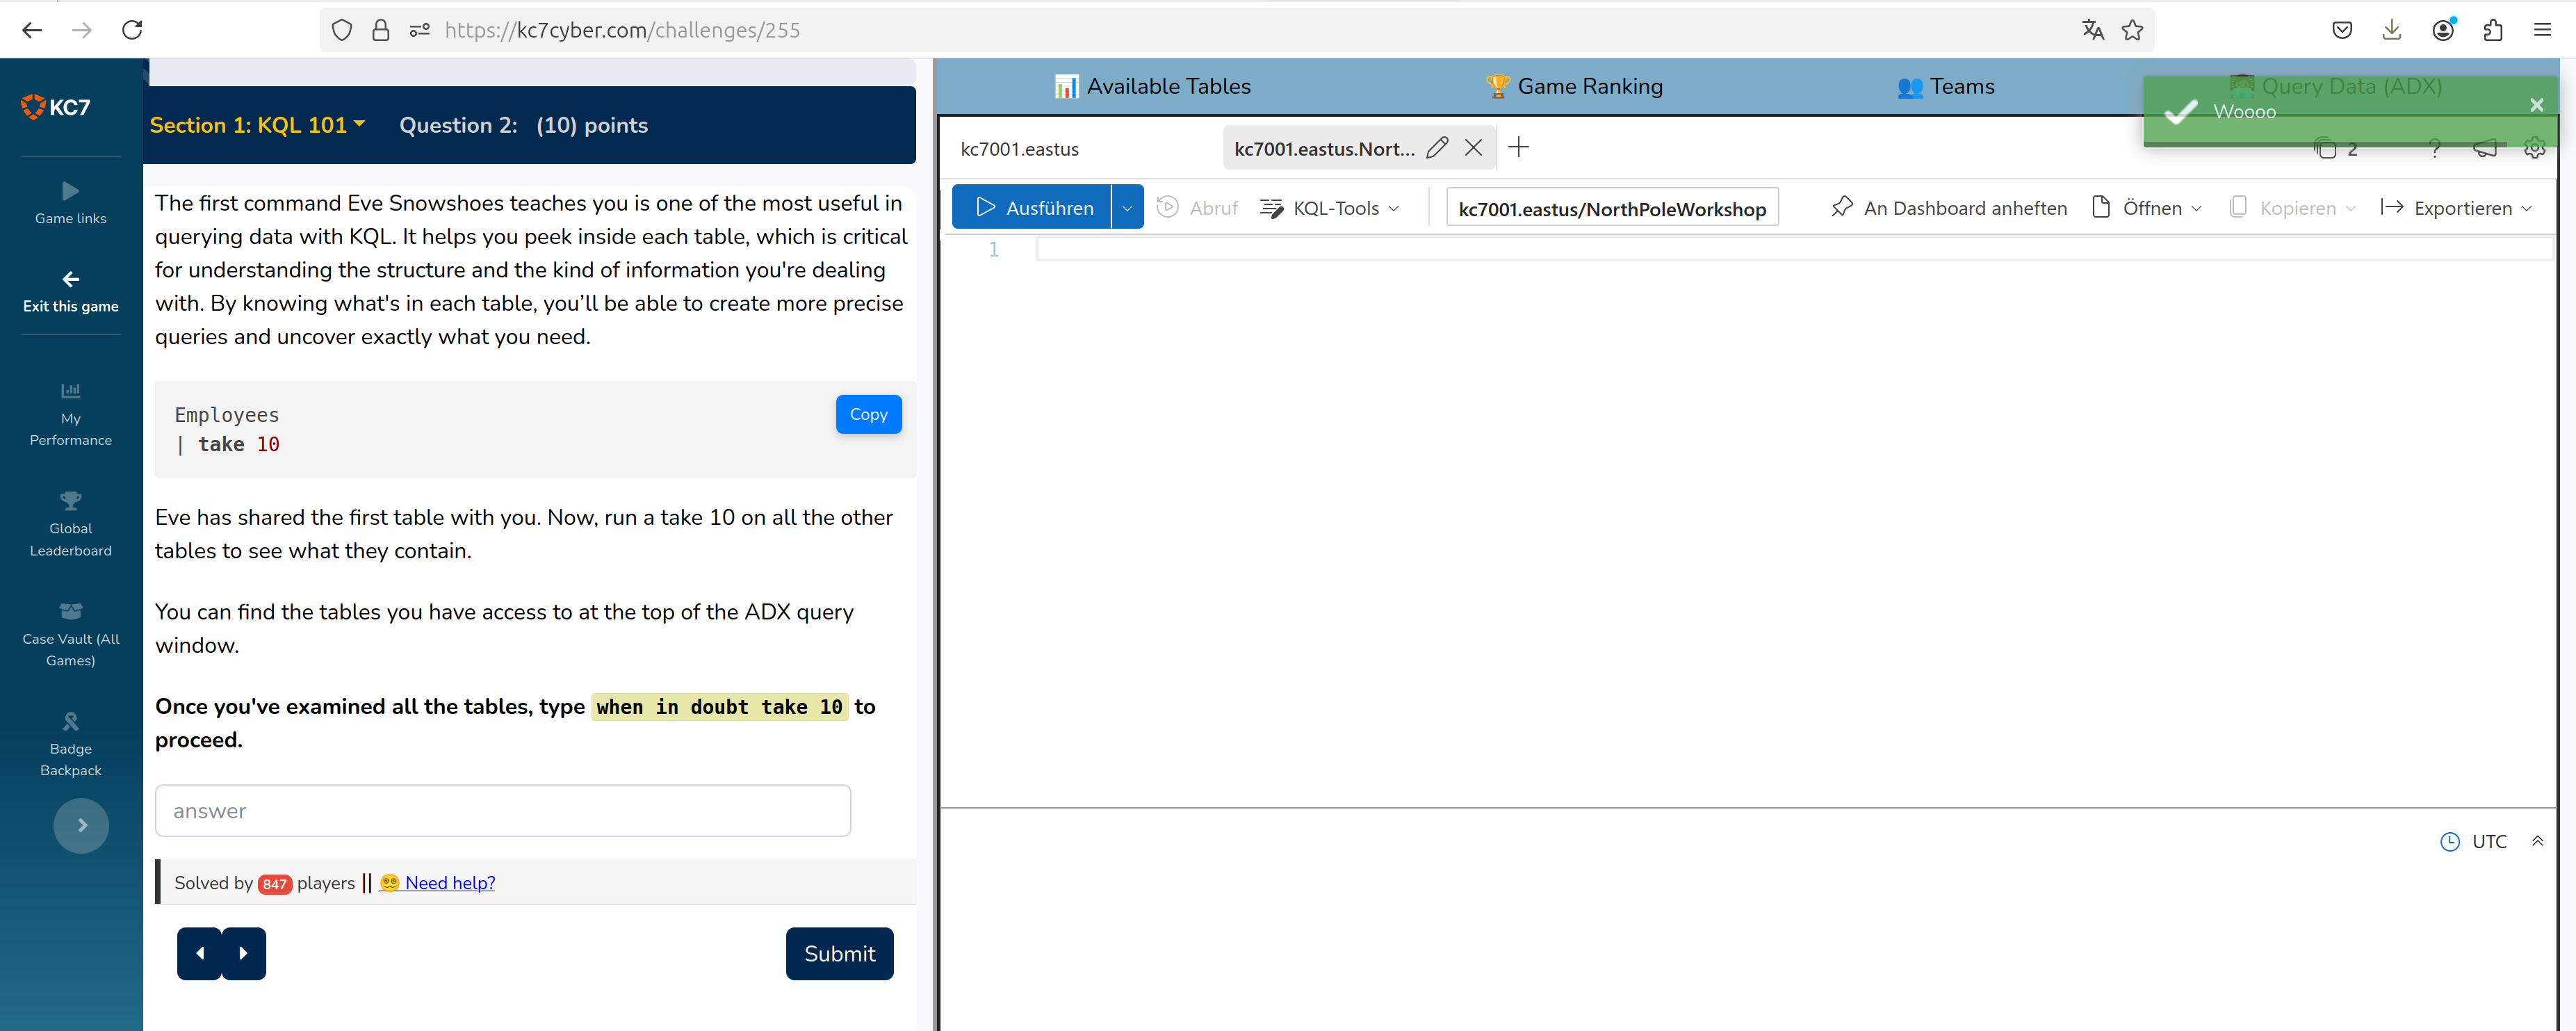 https://kc7cyber.com/challenges/255
KC7
Game links
Exit this game
My
Performance
Global
Leaderboard
Case Vault (All
Games)
Badge
Backpack
Section 1: KQL 101 Question 2: (10) points
The first command Eve Snowshoes teaches you is one of the most useful in
querying data with KQL. It helps you peek inside each table, which is critical
for understanding the structure and the kind of information you're dealing
with. By knowing what's in each table, you’ll be able to create more precise
queries and uncover exactly what you need.
Employees
| take 10
Copy
Eve has shared the first table with you. Now, run a take 10 on all the other
tables to see what they contain.
You can find the tables you have access to at the top of the ADX query
window.
Once you've examined all the tables, type when in doubt take 10 to
proceed.
answer
Solved by 847 players || Need help?
Submit
Available Tables Game Ranking Teams Query Data (ADX)
Woooo
kc7001.eastus kc7001.eastus.Nort...
2 ?
Ausführen Abruf KQL-Tools kc7001.eastus/NorthPoleWorkshop An Dashboard anheften Öffnen Kopieren Exportieren
1
UTC